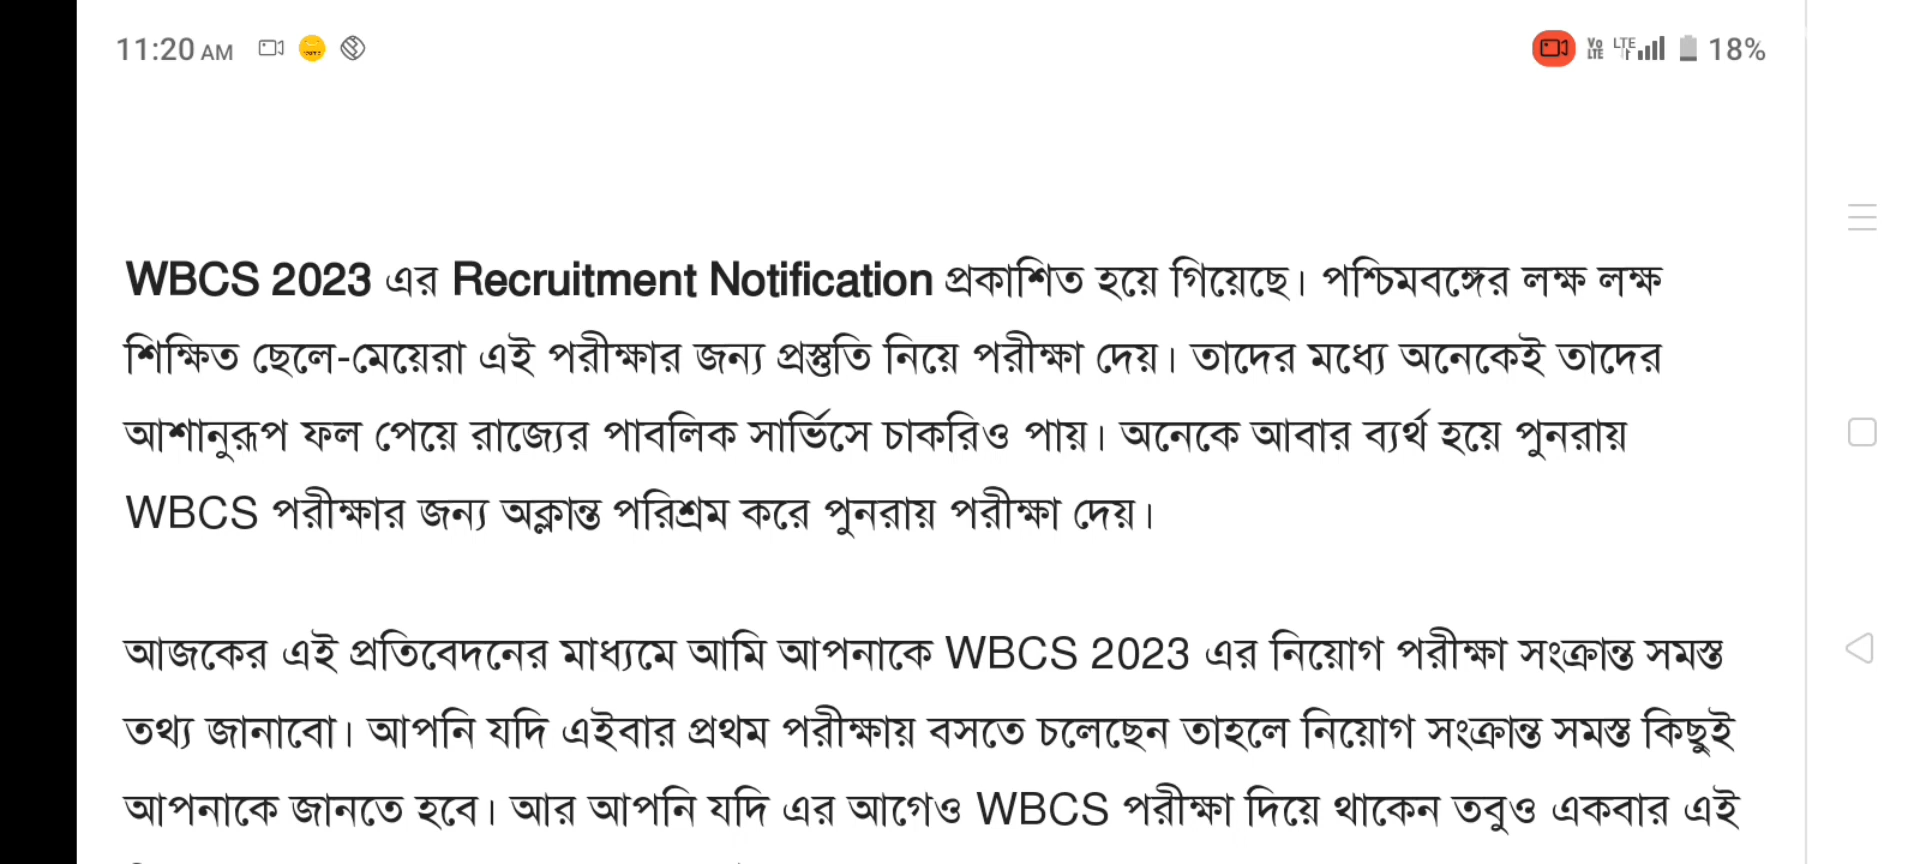 11:20 AM
Vo LTE LTE 18%
WBCS 2023 এর Recruitment Notification প্রকাশিত হয়ে গিয়েছে। পশ্চিমবঙ্গের লক্ষ লক্ষ
শিক্ষিত ছেলে-মেয়েরা এই পরীক্ষার জন্য প্রস্তুতি নিয়ে পরীক্ষা দেয়। তাদের মধ্যে অনেকেই তাদের
আশানুরূপ ফল পেয়ে রাজ্যের পাবলিক সার্ভিসে চাকরিও পায়। অনেকে আবার ব্যর্থ হয়ে পুনরায়
WBCS পরীক্ষার জন্য অক্লান্ত পরিশ্রম করে পুনরায় পরীক্ষা দেয়।
আজকের এই প্রতিবেদনের মাধ্যমে আমি আপনাকে WBCS 2023 এর নিয়োগ পরীক্ষা সংক্রান্ত সমস্ত
তথ্য জানাবো। আপনি যদি এইবার প্রথম পরীক্ষায় বসতে চলেছেন তাহলে নিয়োগ সংক্রান্ত সমস্ত কিছুই
আপনাকে জানতে হবে। আর আপনি যদি এর আগেও WBCS পরীক্ষা দিয়ে থাকেন তবুও একবার এই